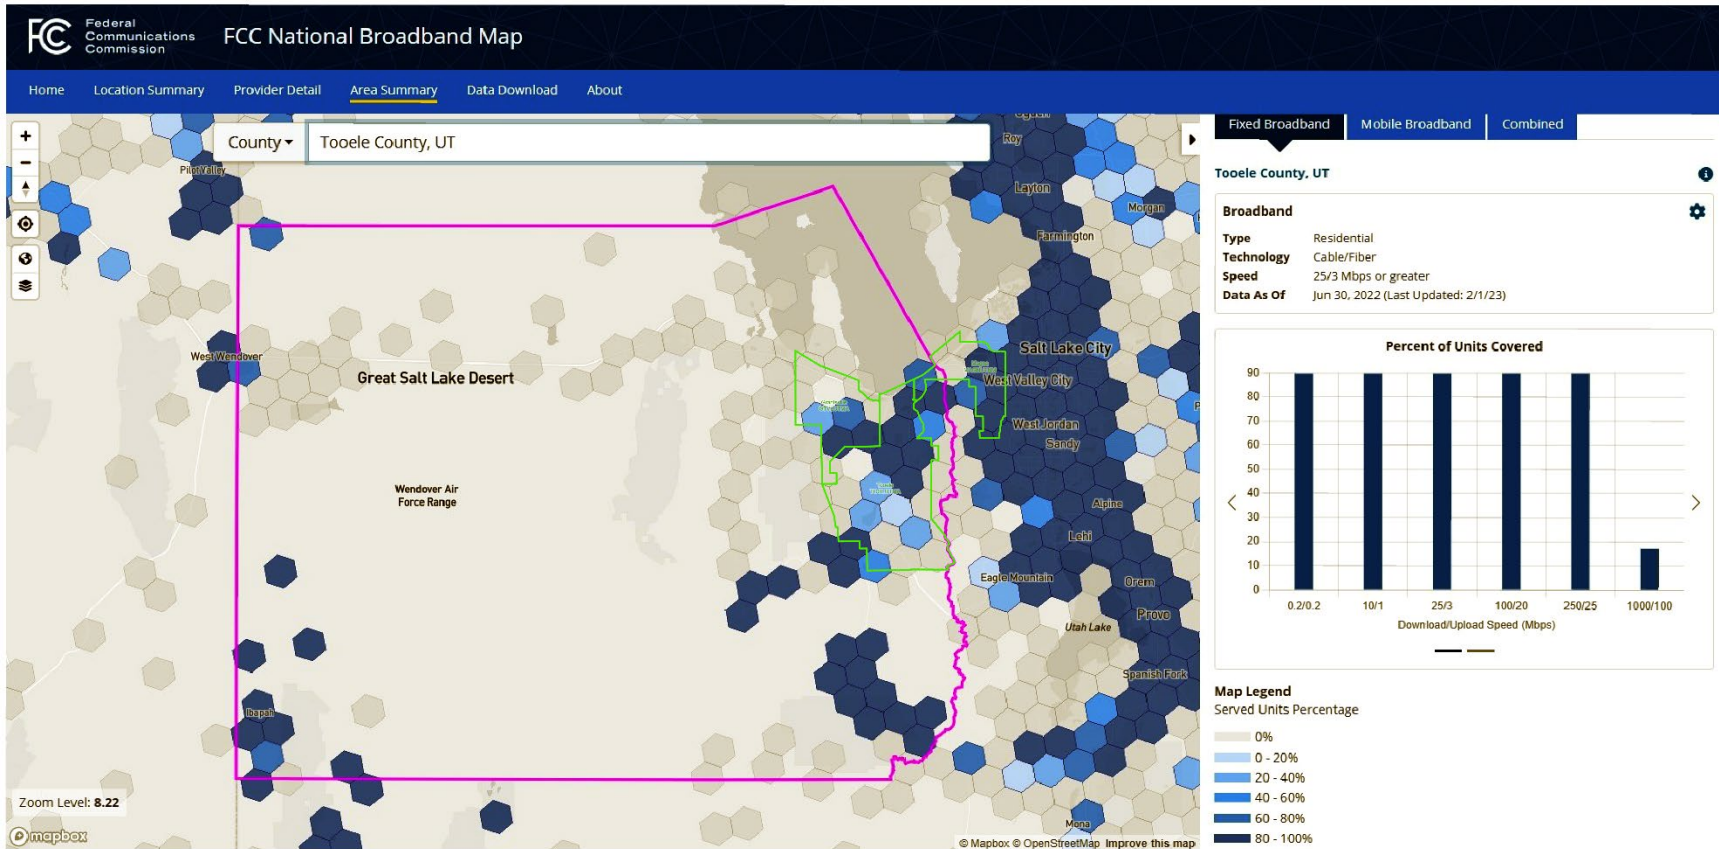 FCC
Federal
Communications
Commission
FCC National Broadband Map
Home
Location Summary
Provider Detail
Area Summary
Data Download
About
County
Tooele County, UT
Pilot Valley
Roy
Layton
Morgan
Farmington
West Wendover
Great Salt Lake Desert
Salt Lake City
West Valley City
West Jordan
Sandy
Wendover Air
Force Range
Alpine
Lehi
Eagle Mountain
Orem
Provo
Utah Lake
Spanish Fork
Ibapah
Mona
Zoom Level: 8.22
mapbox
© Mapbox © OpenStreetMap Improve this map
Fixed Broadband
Mobile Broadband
Combined
Tooele County, UT
Broadband
Type Residential
Technology Cable/Fiber
Speed 25/3 Mbps or greater
Data As Of Jun 30, 2022 (Last Updated: 2/1/23)
Percent of Units Covered
90
80
70
60
50
40
30
20
10
0
0.2/0.2 10/1 25/3 100/20 250/25 1000/100
Download/Upload Speed (Mbps)
Map Legend
Served Units Percentage
0%
0 - 20%
20 - 40%
40 - 60%
60 - 80%
80 - 100%